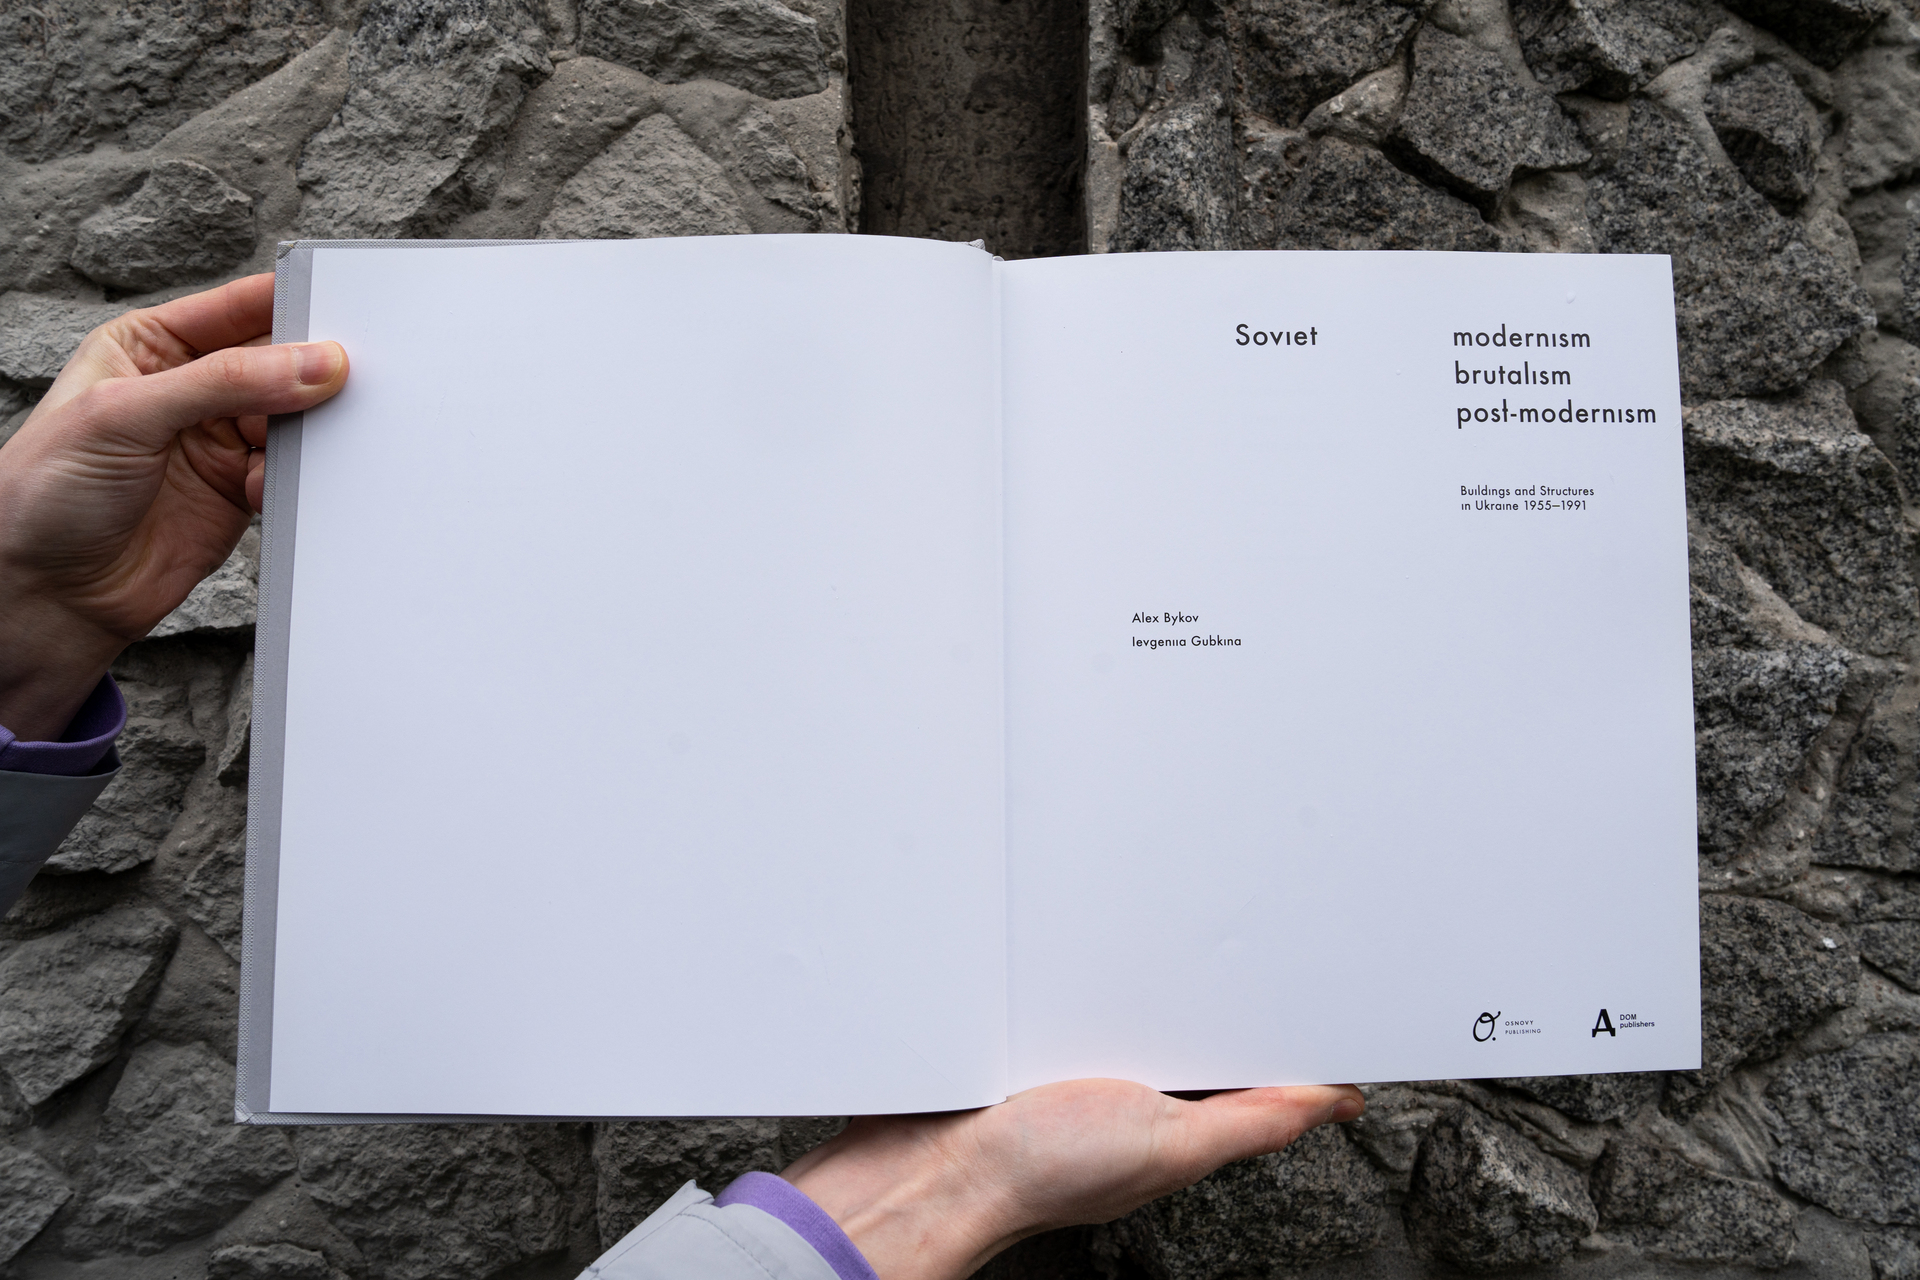 Soviet modernism
brutalism
post-modernism
Buildings and Structures
in Ukraine 1955–1991
Alex Bykov
Ievgeniia Gubkina
O. OSNOVY
PUBLISHING
Д DOM
publishers